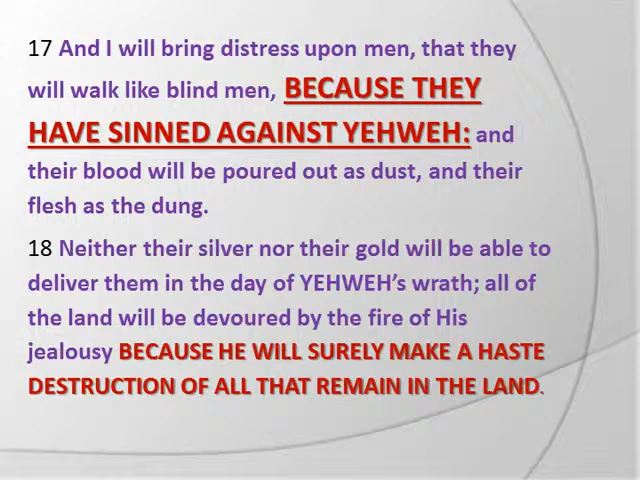 17 And I will bring distress upon men, that they
will walk like blind men, BECAUSE THEY
HAVE SINNED AGAINST YEHWEH: and
their blood will be poured out as dust, and their
flesh as the dung.
18 Neither their silver nor their gold will be able to
deliver them in the day of YEHWEH’s wrath; all of
the land will be devoured by the fire of His
jealousy BECAUSE HE WILL SURELY MAKE A HASTE
DESTRUCTION OF ALL THAT REMAIN IN THE LAND.